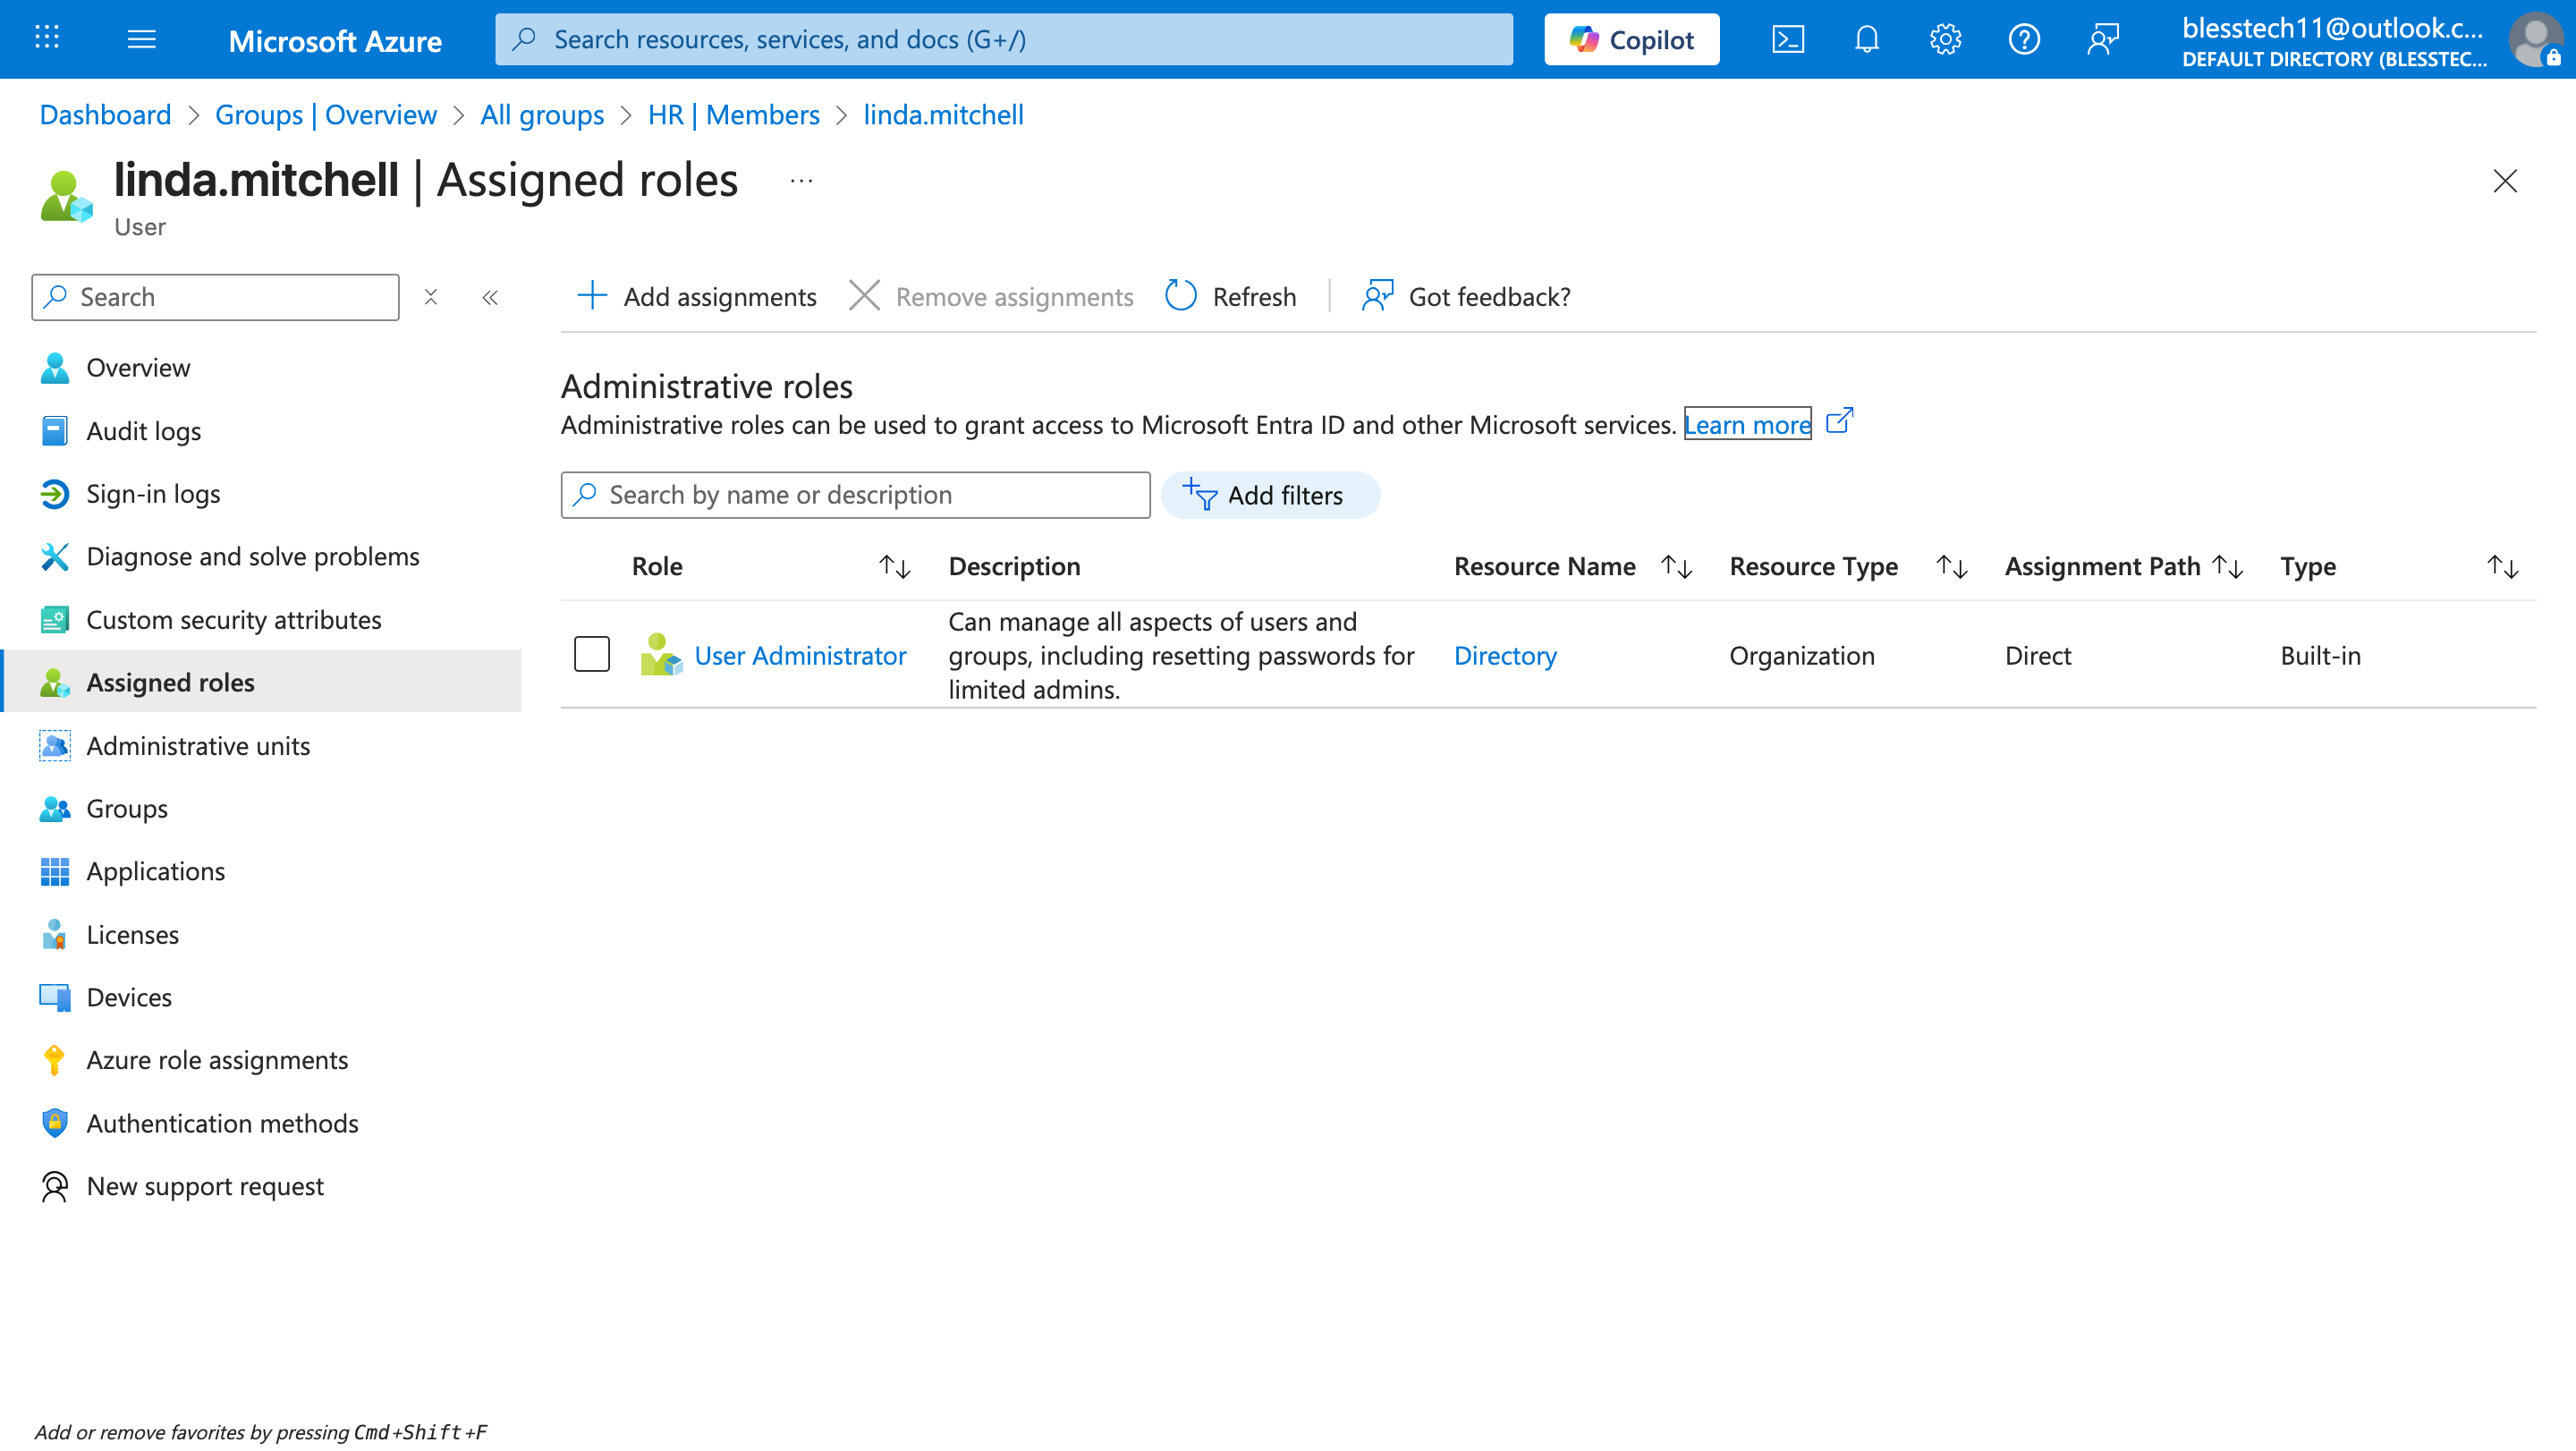 Microsoft Azure
Search resources, services, and docs (G+/)
Copilot
blesstech11@outlook.c...
DEFAULT DIRECTORY (BLESSTEC...
Dashboard > Groups | Overview > All groups > HR | Members > linda.mitchell
linda.mitchell | Assigned roles ...
User
Search
Overview
Audit logs
Sign-in logs
Diagnose and solve problems
Custom security attributes
Assigned roles
Administrative units
Groups
Applications
Licenses
Devices
Azure role assignments
Authentication methods
New support request
Add or remove favorites by pressing Cmd+Shift+F
Add assignments Remove assignments Refresh | Got feedback?
Administrative roles
Administrative roles can be used to grant access to Microsoft Entra ID and other Microsoft services. Learn more
Search by name or description Add filters
Role Description Resource Name Resource Type Assignment Path Type
User Administrator
Can manage all aspects of users and
groups, including resetting passwords for
limited admins.
Directory Organization Direct Built-in